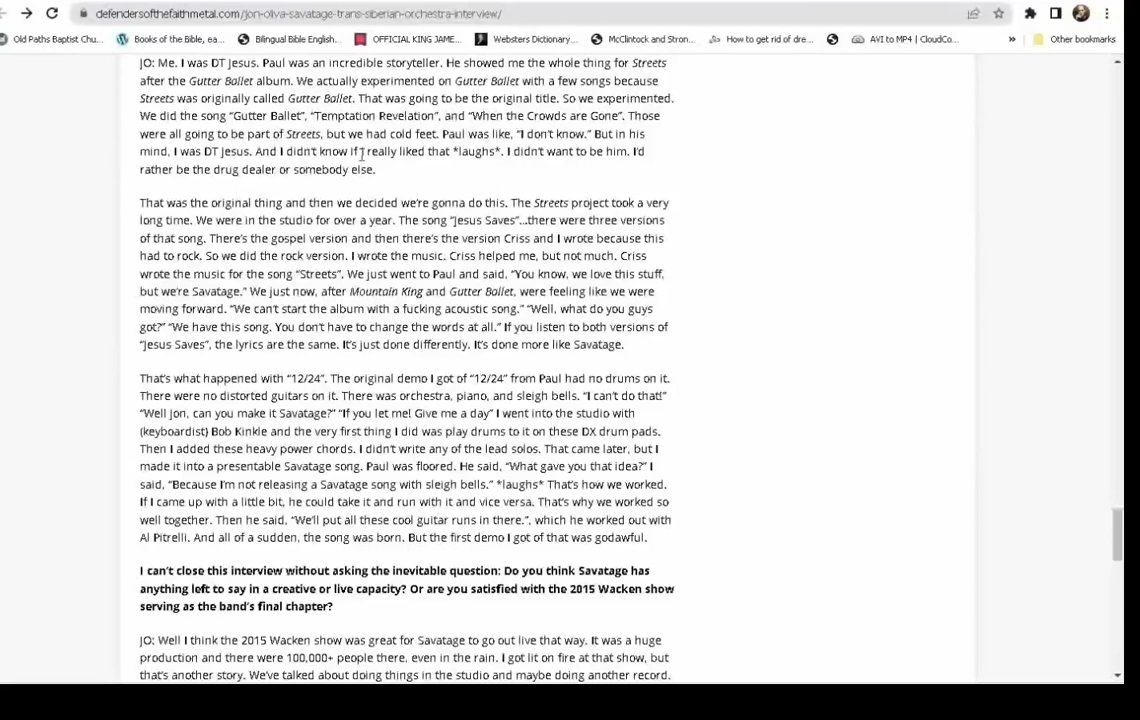 defendersofthefaithmetal.com/jon-oliva-savatage-trans-siberian-orchestra-interview/
Old Paths Baptist Chu... Books of the Bible, ea... Bilingual Bible English... OFFICIAL KING JAME... Websters Dictionary... McClintock and Stron... How to get rid of dre... AVI to MP4 | CloudCo... » Other bookmarks
JO: Me. I was DT Jesus. Paul was an incredible storyteller. He showed me the whole thing for Streets
after the Gutter Ballet album. We actually experimented on Gutter Ballet with a few songs because
Streets was originally called Gutter Ballet. That was going to be the original title. So we experimented.
We did the song “Gutter Ballet”, “Temptation Revelation”, and “When the Crowds are Gone”. Those
were all going to be part of Streets, but we had cold feet. Paul was like, “I don’t know.” But in his
mind, I was DT Jesus. And I didn’t know if I really liked that *laughs*. I didn’t want to be him. I’d
rather be the drug dealer or somebody else.
That was the original thing and then we decided we’re gonna do this. The Streets project took a very
long time. We were in the studio for over a year. The song “Jesus Saves”...there were three versions
of that song. There’s the gospel version and then there’s the version Criss and I wrote because this
had to rock. So we did the rock version. I wrote the music. Criss helped me, but not much. Criss
wrote the music for the song “Streets”. We just went to Paul and said, “You know, we love this stuff,
but we’re Savatage.” We just now, after Mountain King and Gutter Ballet, were feeling like we were
moving forward. “We can’t start the album with a fucking acoustic song.” “Well, what do you guys
got?” “We have this song. You don’t have to change the words at all.” If you listen to both versions of
“Jesus Saves”, the lyrics are the same. It’s just done differently. It’s done more like Savatage.
That’s what happened with “12/24”. The original demo I got of “12/24” from Paul had no drums on it.
There were no distorted guitars on it. There was orchestra, piano, and sleigh bells. “I can’t do that!”
“Well Jon, can you make it Savatage?” “If you let me! Give me a day” I went into the studio with
(keyboardist) Bob Kinkle and the very first thing I did was play drums to it on these DX drum pads.
Then I added these heavy power chords. I didn’t write any of the lead solos. That came later, but I
made it into a presentable Savatage song. Paul was floored. He said, “What gave you that idea?” I
said, “Because I’m not releasing a Savatage song with sleigh bells.” *laughs* That’s how we worked.
If I came up with a little bit, he could take it and run with it and vice versa. That’s why we worked so
well together. Then he said, “We’ll put all these cool guitar runs in there.”, which he worked out with
Al Pitrelli. And all of a sudden, the song was born. But the first demo I got of that was godawful.
I can’t close this interview without asking the inevitable question: Do you think Savatage has
anything left to say in a creative or live capacity? Or are you satisfied with the 2015 Wacken show
serving as the band’s final chapter?
JO: Well I think the 2015 Wacken show was great for Savatage to go out live that way. It was a huge
production and there were 100,000+ people there, even in the rain. I got lit on fire at that show, but
that’s another story. We’ve talked about doing things in the studio and maybe doing another record.